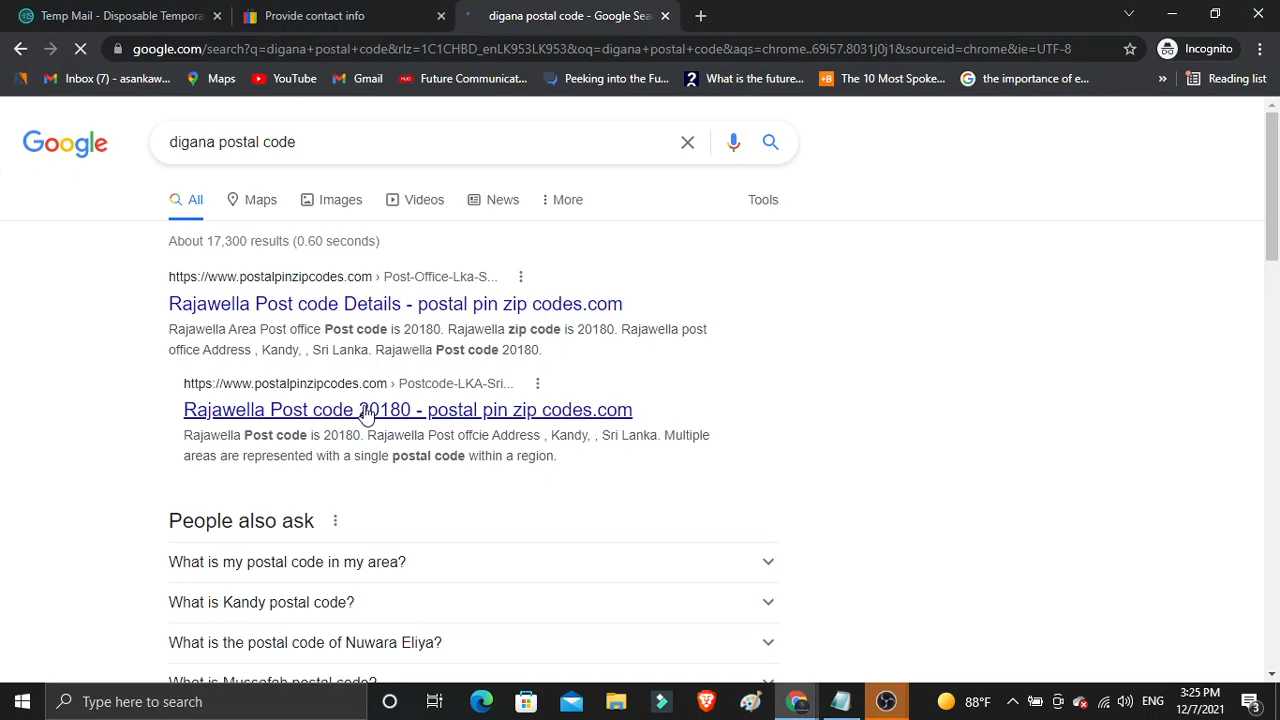 Temp Mail - Disposable Tempora
Provide contact info
digana postal code - Google Sea
google.com/search?q=digana+postal+code&rlz=1C1CHBD_enLK953LK953&oq=digana+postal+code&aqs=chrome..69i57.8031j0j1&sourceid=chrome&ie=UTF-8
Incognito
Inbox (7) - asankaw...
Maps
YouTube
Gmail
Future Communicat...
Peeking into the Fu...
What is the future...
The 10 Most Spoke...
the importance of e...
»
Reading list
Google
digana postal code
All
Maps
Images
Videos
News
More
Tools
About 17,300 results (0.60 seconds)
https://www.postalpinzipcodes.com › Post-Office-Lka-S...
Rajawella Post code Details - postal pin zip codes.com
Rajawella Area Post office Post code is 20180. Rajawella zip code is 20180. Rajawella post
office Address , Kandy, , Sri Lanka. Rajawella Post code 20180.
https://www.postalpinzipcodes.com › Postcode-LKA-Sri...
Rajawella Post code 20180 - postal pin zip codes.com
Rajawella Post code is 20180. Rajawella Post offcie Address , Kandy, , Sri Lanka. Multiple
areas are represented with a single postal code within a region.
People also ask
What is my postal code in my area?
What is Kandy postal code?
What is the postal code of Nuwara Eliya?
What is Mussafah postal code?
Type here to search
88°F
ENG
3:25 PM
12/7/2021
3